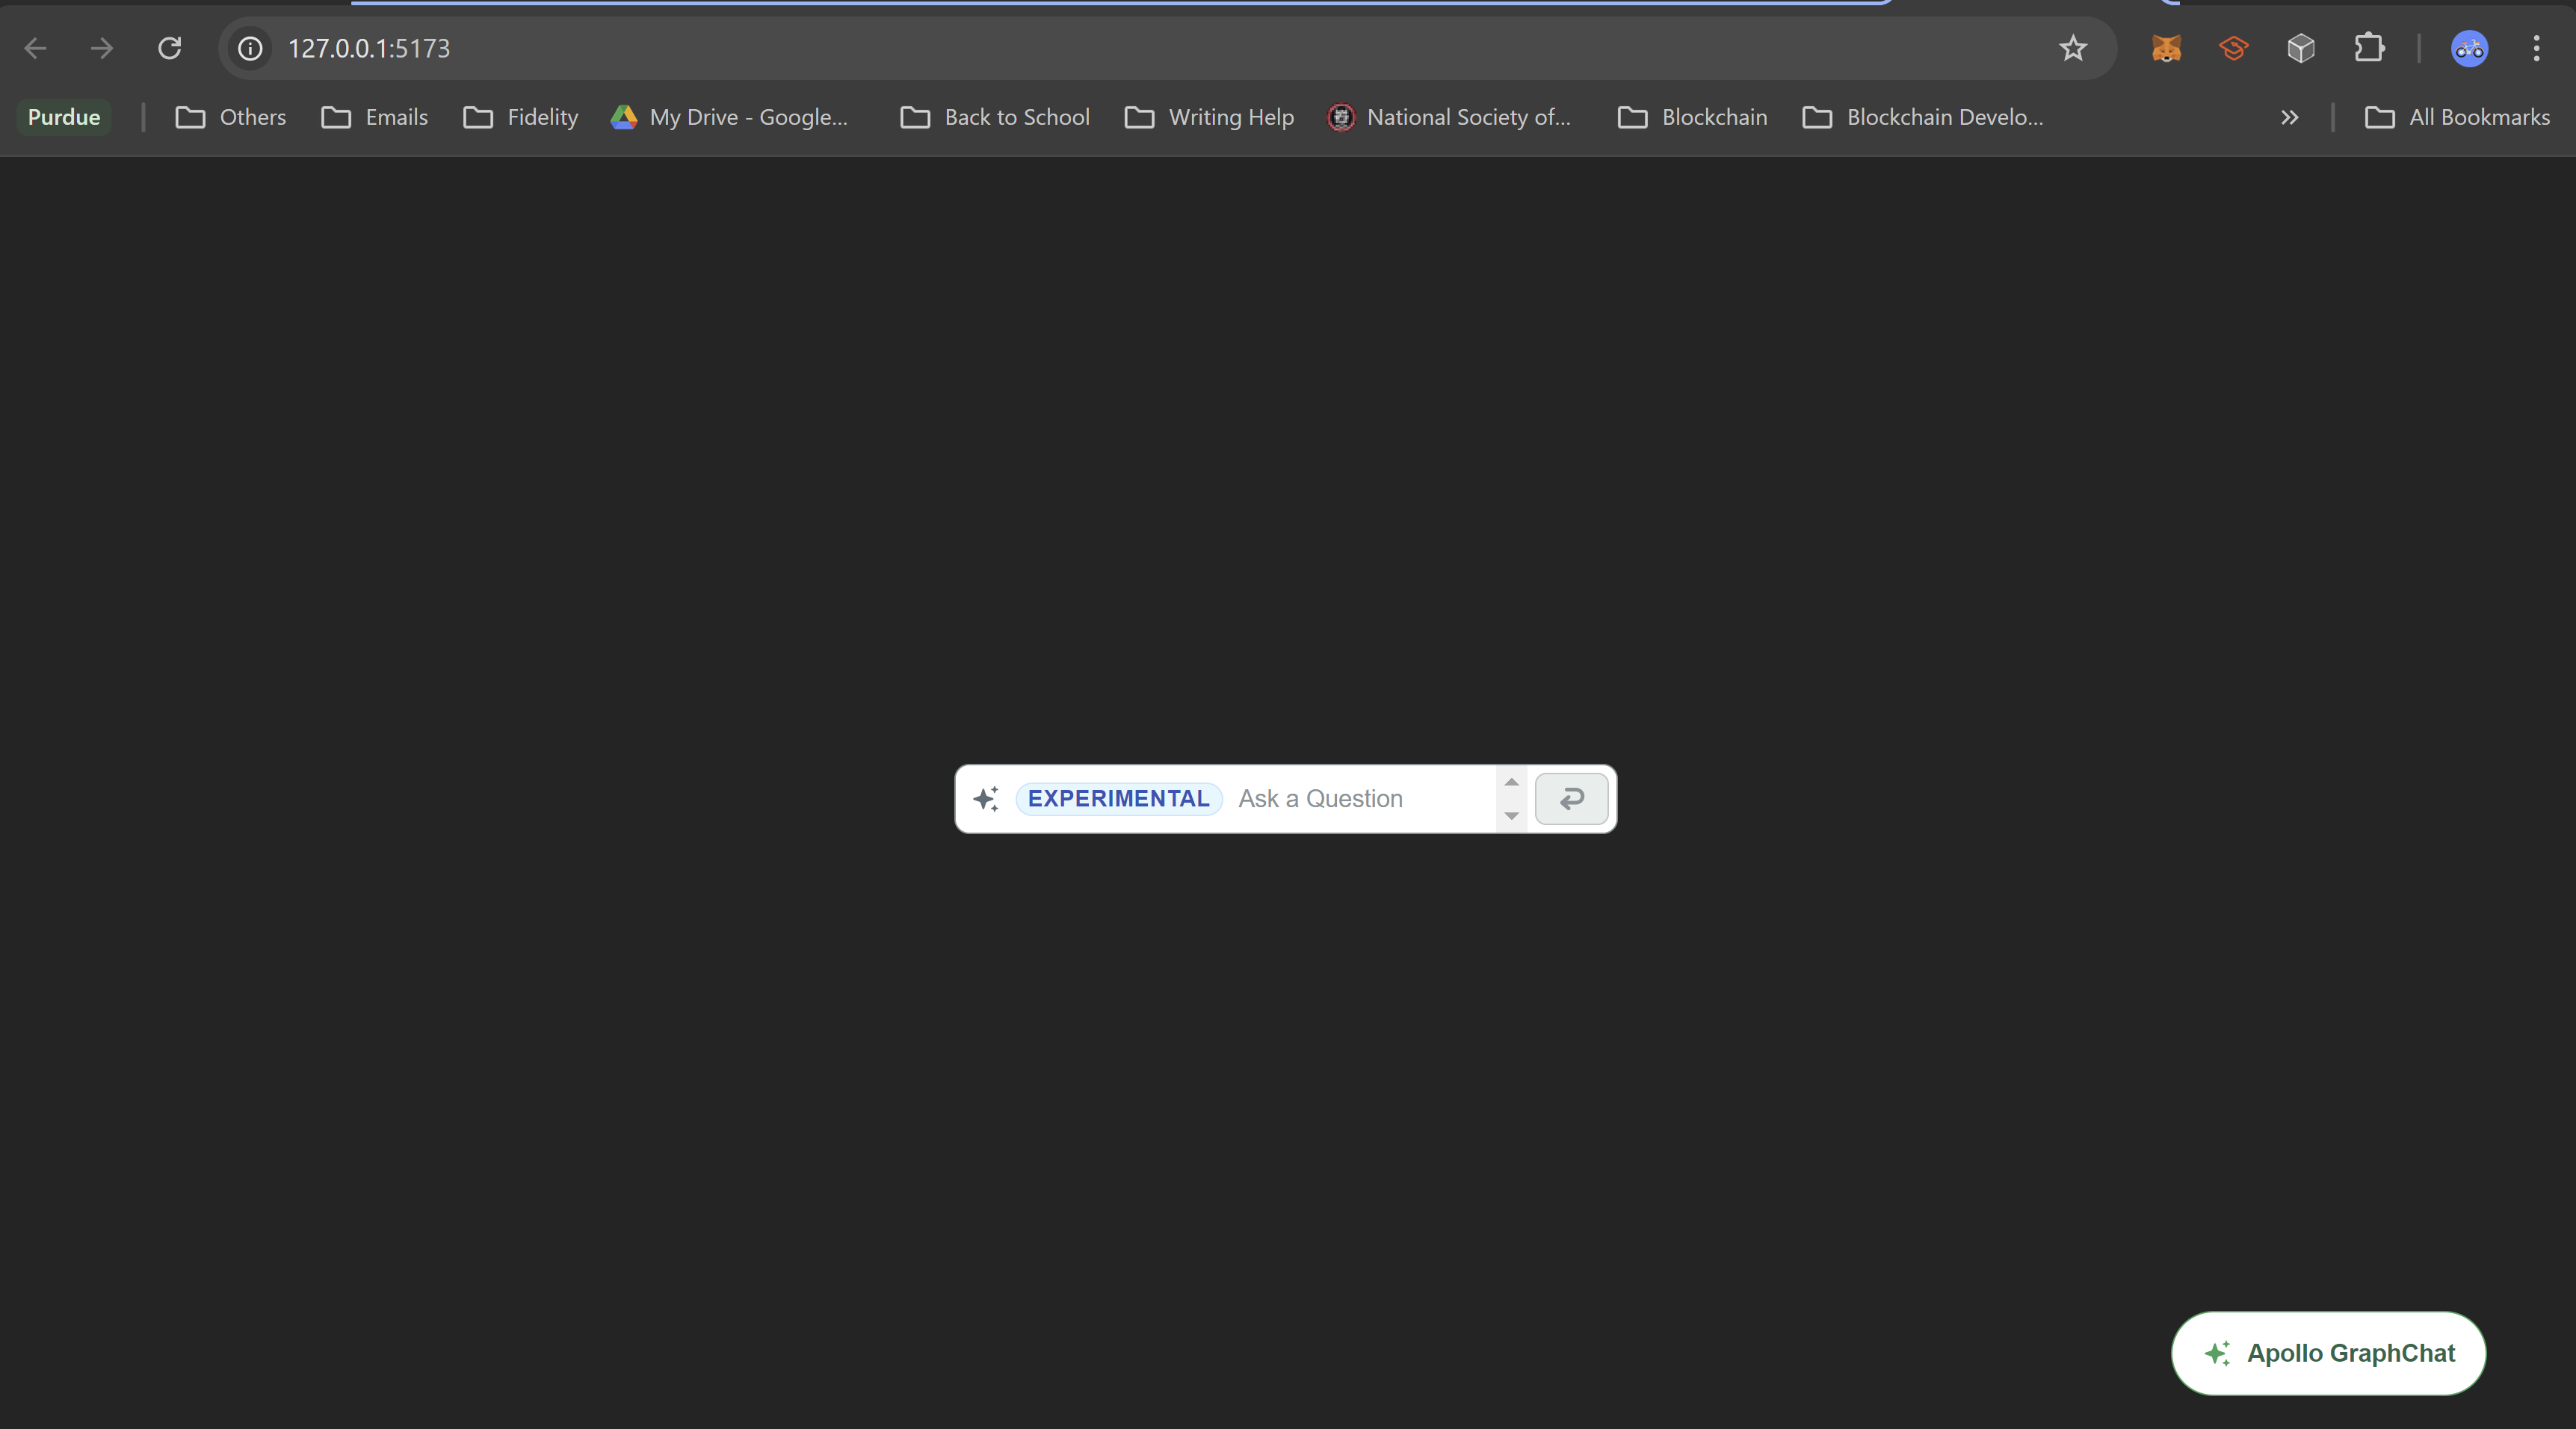 127.0.0.1:5173
Purdue Others Emails Fidelity My Drive - Google... Back to School Writing Help National Society of... Blockchain Blockchain Develo... All Bookmarks
EXPERIMENTAL Ask a Question
Apollo GraphChat